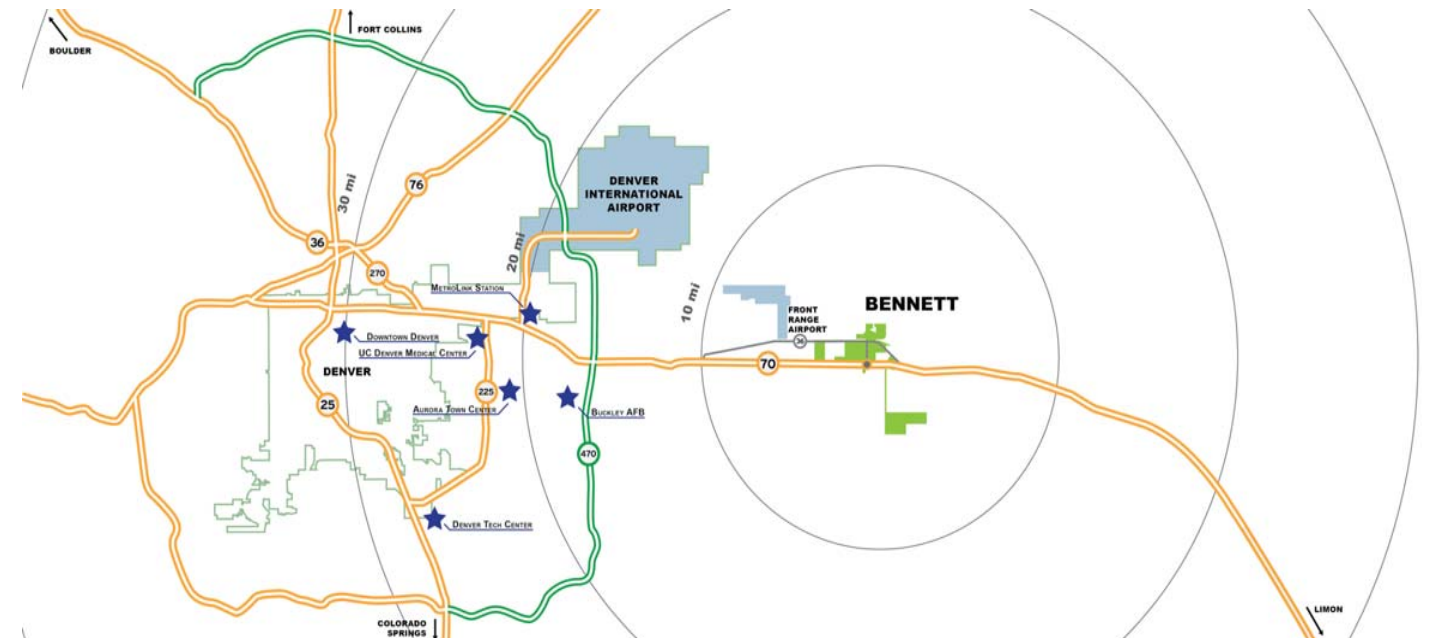 FORT COLLINS
BOULDER
30 mi
76
DENVER
INTERNATIONAL
AIRPORT
36
20 mi
270
METROLINK STATION
10 mi
FRONT
RANGE
AIRPORT
BENNETT
36
DOWNTOWN DENVER
UC DENVER MEDICAL CENTER
70
DENVER
225
25
AURORA TOWN CENTER
BUCKLEY AFB
470
DENVER TECH CENTER
LIMON
COLORADO
SPRINGS